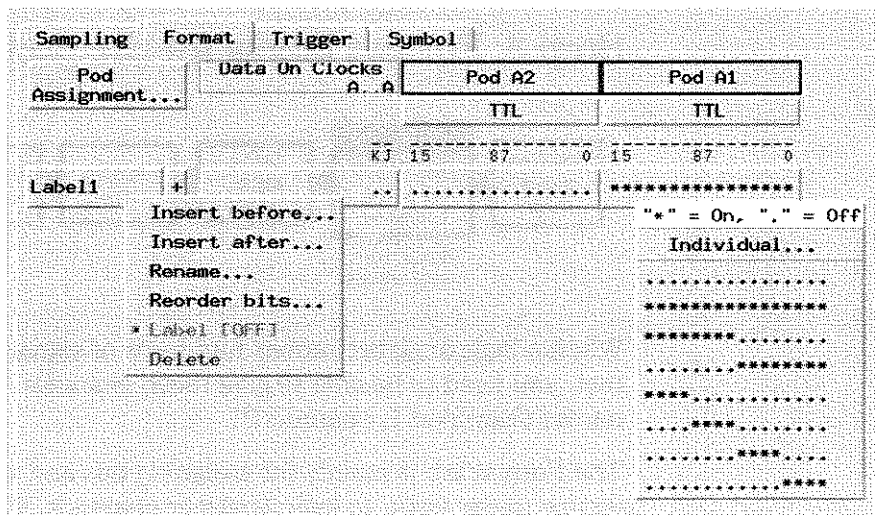 Sampling Format Trigger Symbol
Pod Assignment... Data On Clocks Pod A2 Pod A1
A..A
TTL TTL
KJ 15 87 0 15 87 0
Label1 + .. ................ ****************
Insert before...
Insert after...
Rename...
Reorder bits...
* Label [OFF]
Delete
"*" = On, "." = Off
Individual...
................
****************
********........
........********
****............
....****........
........****....
............****